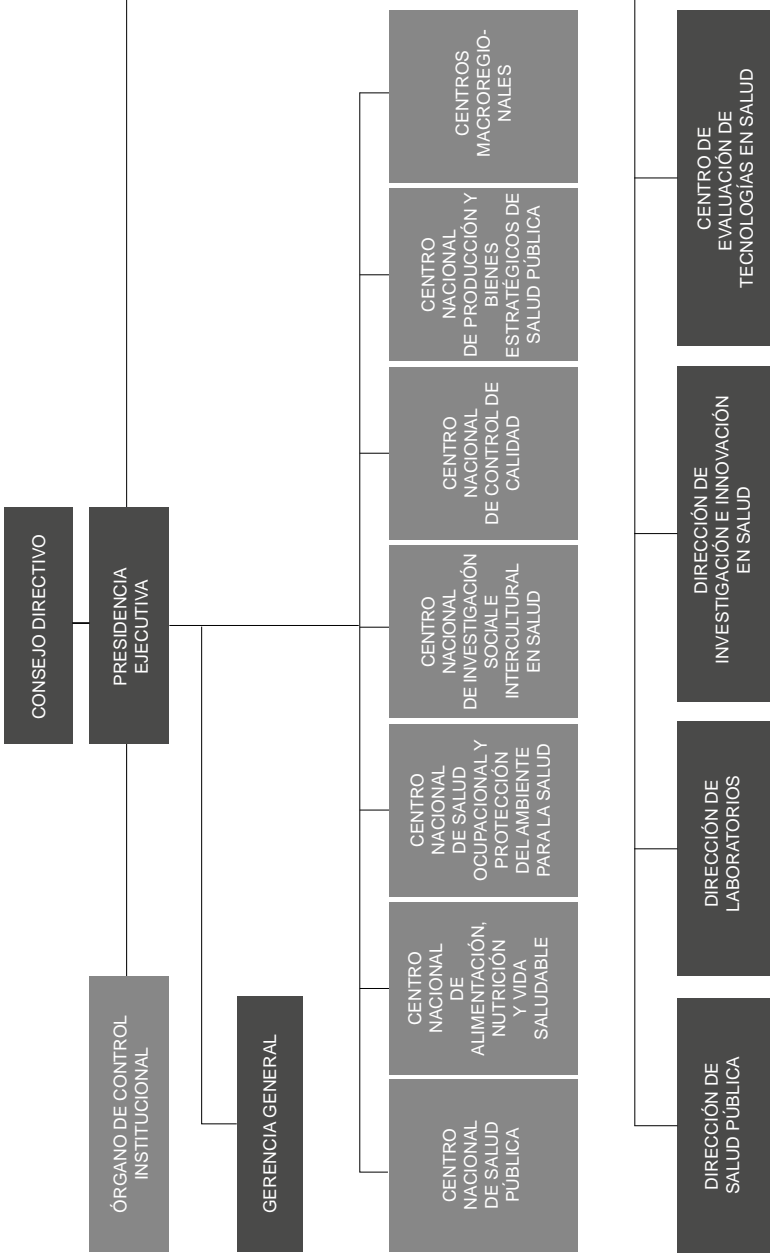 CONSEJO DIRECTIVO
PRESIDENCIA
EJECUTIVA
ÓRGANO DE CONTROL
INSTITUCIONAL
GERENCIA GENERAL
CENTRO
NACIONAL
DE SALUD
PÚBLICA
CENTRO
NACIONAL
DE
ALIMENTACIÓN,
NUTRICIÓN
Y VIDA
SALUDABLE
CENTRO
NACIONAL
DE SALUD
OCUPACIONAL Y
PROTECCIÓN
DEL AMBIENTE
PARA LA SALUD
CENTRO
NACIONAL
DE INVESTIGACIÓN
SOCIAL E
INTERCULTURAL
EN SALUD
CENTRO
NACIONAL
DE CONTROL DE
CALIDAD
CENTRO
NACIONAL
DE PRODUCCIÓN Y
BIENES
ESTRATÉGICOS DE
SALUD PÚBLICA
CENTROS
MACROREGIO-
NALES
DIRECCIÓN DE
SALUD PÚBLICA
DIRECCIÓN DE
LABORATORIOS
DIRECCIÓN DE
INVESTIGACIÓN E INNOVACIÓN
EN SALUD
CENTRO DE
EVALUACIÓN DE
TECNOLOGÍAS EN SALUD